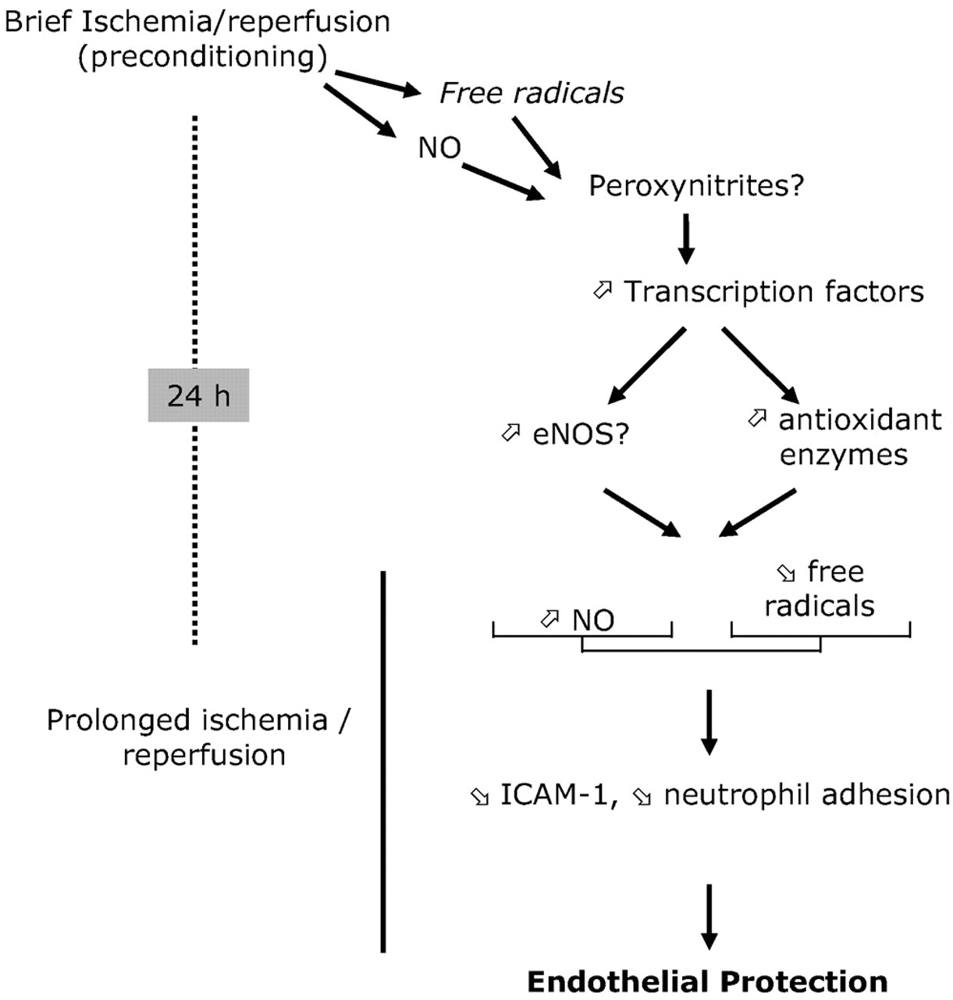 Brief Ischemia/reperfusion
(preconditioning)
Free radicals
NO
Peroxynitrites?
Transcription factors
24 h
eNOS?
antioxidant
enzymes
free
radicals
NO
Prolonged ischemia /
reperfusion
ICAM-1, neutrophil adhesion
Endothelial Protection